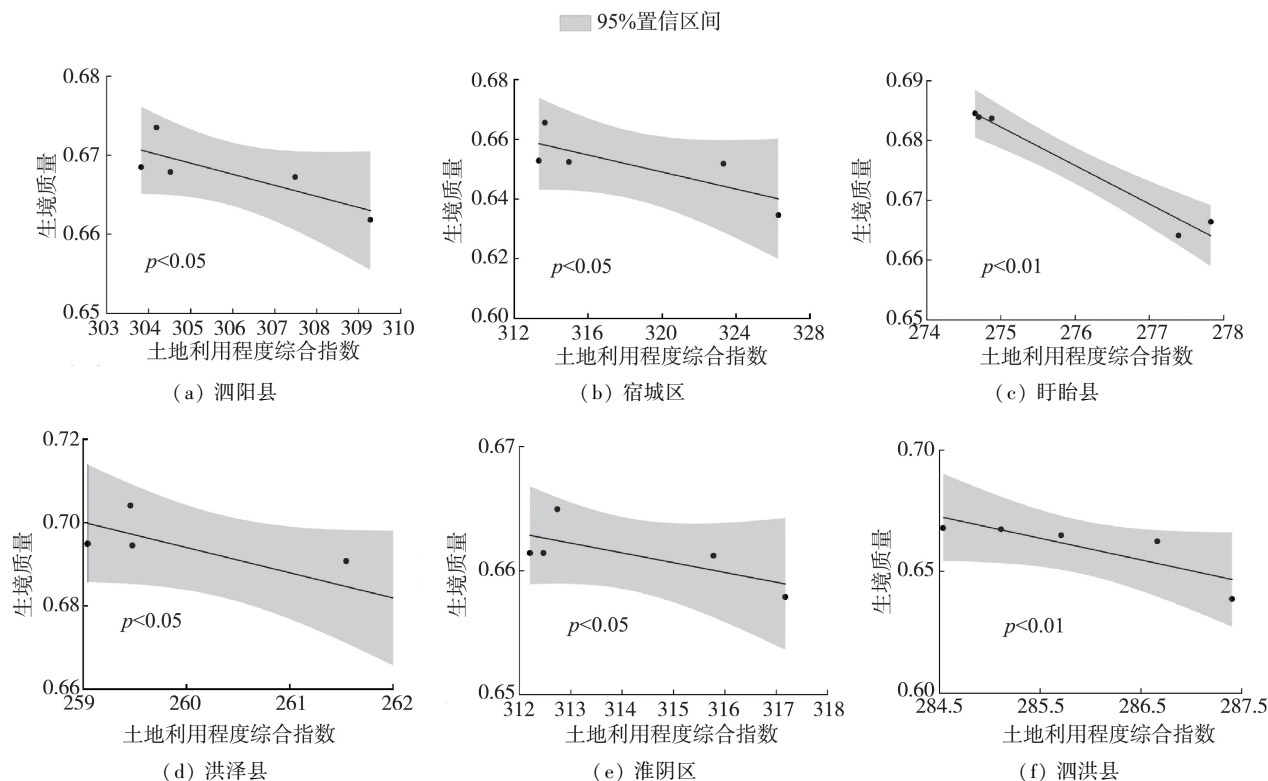 95%置信区间
0.68
0.67
0.66
0.65
生境质量
p<0.05
303 304 305 306 307 308 309 310
土地利用程度综合指数
(a) 泗阳县
0.68
0.66
0.64
0.62
0.60
生境质量
p<0.05
312 316 320 324 328
土地利用程度综合指数
(b) 宿城区
0.69
0.68
0.67
0.66
0.65
生境质量
p<0.01
274 275 276 277 278
土地利用程度综合指数
(c) 盱眙县
0.72
0.70
0.68
0.66
生境质量
p<0.05
259 260 261 262
土地利用程度综合指数
(d) 洪泽县
0.67
0.66
0.65
生境质量
p<0.05
312 313 314 315 316 317 318
土地利用程度综合指数
(e) 淮阴区
0.70
0.65
0.60
生境质量
p<0.01
284.5 285.5 286.5 287.5
土地利用程度综合指数
(f) 泗洪县